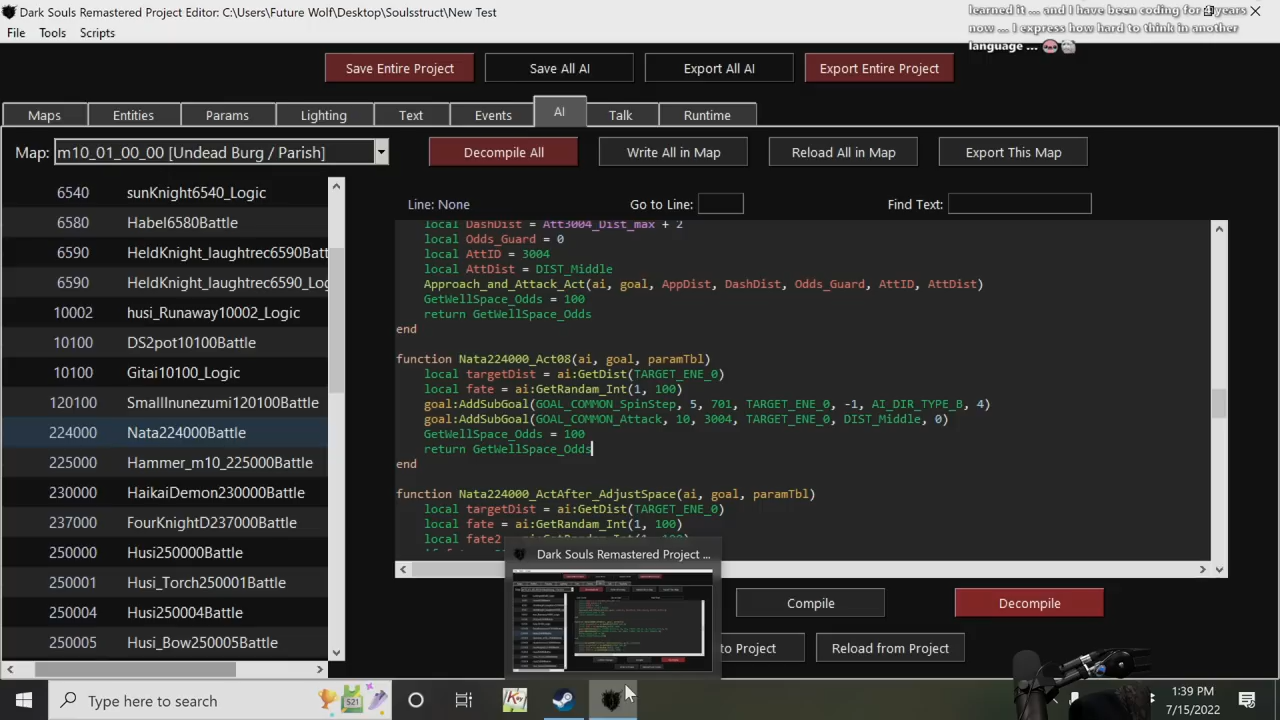 Dark Souls Remastered Project Editor: C:\Users\Future Wolf\Desktop\Soulsstruct\New Test
learned it ... and I have been coding for years
now ... I express how hard to think in another
language ...
File Tools Scripts
Save Entire Project Save All AI Export All AI Export Entire Project
Maps Entities Params Lighting Text Events AI Talk Runtime
Map: m10_01_00_00 [Undead Burg / Parish] Decompile All Write All in Map Reload All in Map Export This Map
Line: None Go to Line: Find Text:
6540 sunKnight6540_Logic
6580 Habel6580Battle
6590 HeldKnight_laughtrec6590Batt
6590 HeldKnight_laughtrec6590_Log
10002 husi_Runaway10002_Logic
10100 DS2pot10100Battle
10100 Gitai10100_Logic
120100 SmallInunezumi120100Battle
224000 Nata224000Battle
225000 Hammer_m10_225000Battle
230000 HaikaiDemon230000Battle
237000 FourKnightD237000Battle
250000 Husi250000Battle
250001 Husi_Torch250001Battle
250004 Husi250004Battle
250005 Husi_Bow250005Battle
local DashDist = Att3004_Dist_max + 2
local Odds_Guard = 0
local AttID = 3004
local AttDist = DIST_Middle
Approach_and_Attack_Act(ai, goal, AppDist, DashDist, Odds_Guard, AttID, AttDist)
GetWellSpace_Odds = 100
return GetWellSpace_Odds
end
function Nata224000_Act08(ai, goal, paramTbl)
local targetDist = ai:GetDist(TARGET_ENE_0)
local fate = ai:GetRandam_Int(1, 100)
goal:AddSubGoal(GOAL_COMMON_SpinStep, 5, 701, TARGET_ENE_0, -1, AI_DIR_TYPE_B, 4)
goal:AddSubGoal(GOAL_COMMON_Attack, 10, 3004, TARGET_ENE_0, DIST_Middle, 0)
GetWellSpace_Odds = 100
return GetWellSpace_Odds
end
function Nata224000_ActAfter_AdjustSpace(ai, goal, paramTbl)
local targetDist = ai:GetDist(TARGET_ENE_0)
local fate = ai:GetRandam_Int(1, 100)
Dark Souls Remastered Project ...
Compile Decompile
to Project Reload from Project
Type here to search
1:39 PM
7/15/2022